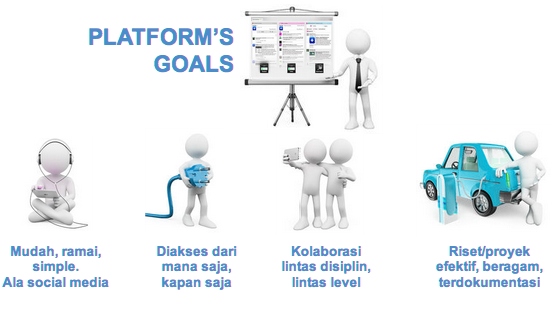 PLATFORM'S
GOALS
Mudah, ramai,
simple.
Ala social media
Diakses dari
mana saja,
kapan saja
Kolaborasi
lintas disiplin,
lintas level
Riset/proyek
efektif, beragam,
terdokumentasi